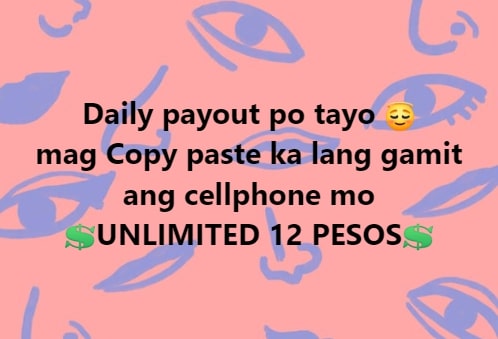 Daily payout po tayo 😌
mag Copy paste ka lang gamit
ang cellphone mo
💲UNLIMITED 12 PESOS💲